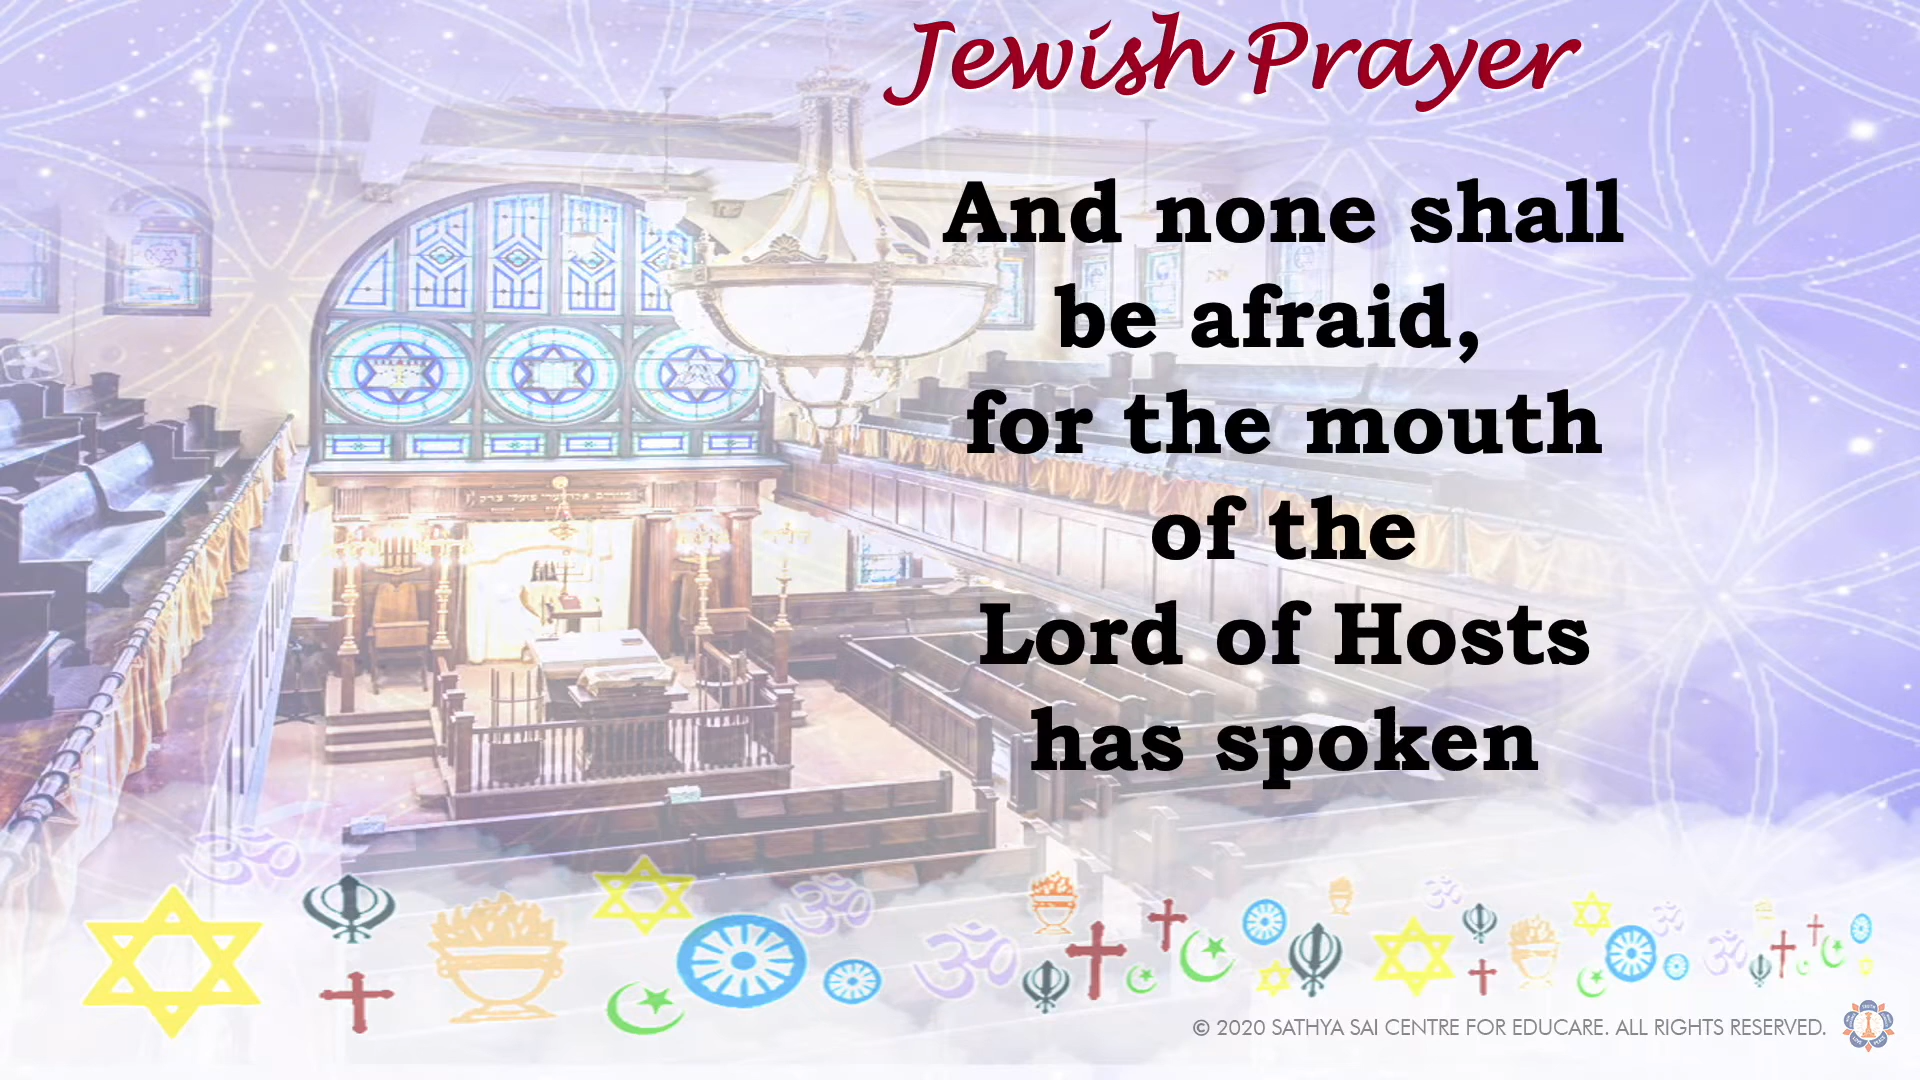 Jewish Prayer
And none shall
be afraid,
for the mouth
of the
Lord of Hosts
has spoken
© 2020 SATHYA SAI CENTRE FOR EDUCARE. ALL RIGHTS RESERVED.